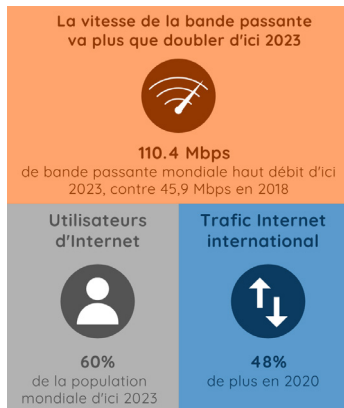 La vitesse de la bande passante
va plus que doubler d'ici 2023
110.4 Mbps
de bande passante mondiale haut débit d'ici
2023, contre 45,9 Mbps en 2018
Utilisateurs
d'Internet
60%
de la population
mondiale d'ici 2023
Trafic Internet
international
48%
de plus en 2020